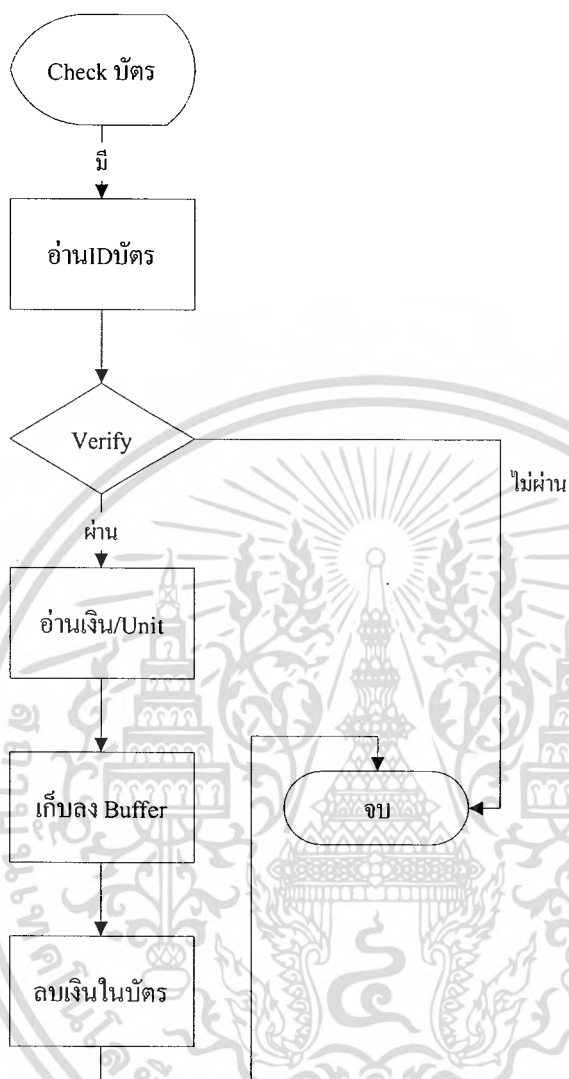 Check บัตร
มี
อ่านIDบัตร
Verify
ไม่ผ่าน
ผ่าน
อ่านเงิน/Unit
เก็บลง Buffer
จบ
ลบเงินในบัตร